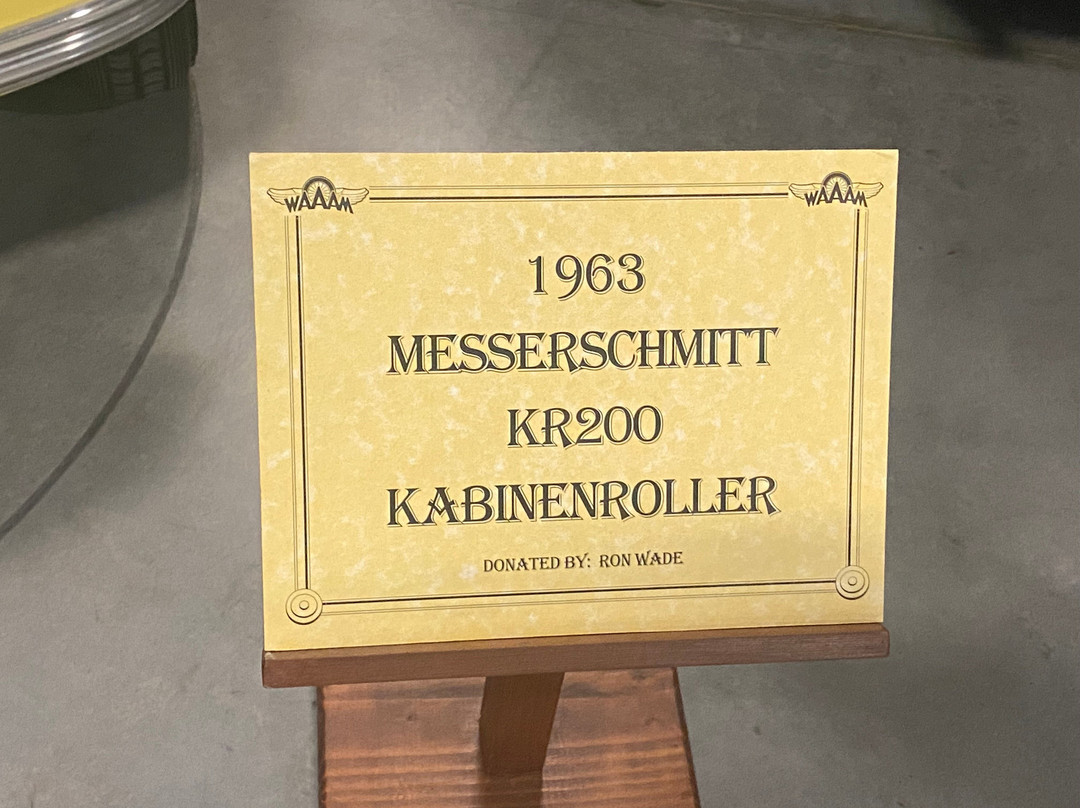 WAAAM WAAAM
1963
MESSERSCHMITT
KR200
KABINENROLLER
DONATED BY: RON WADE